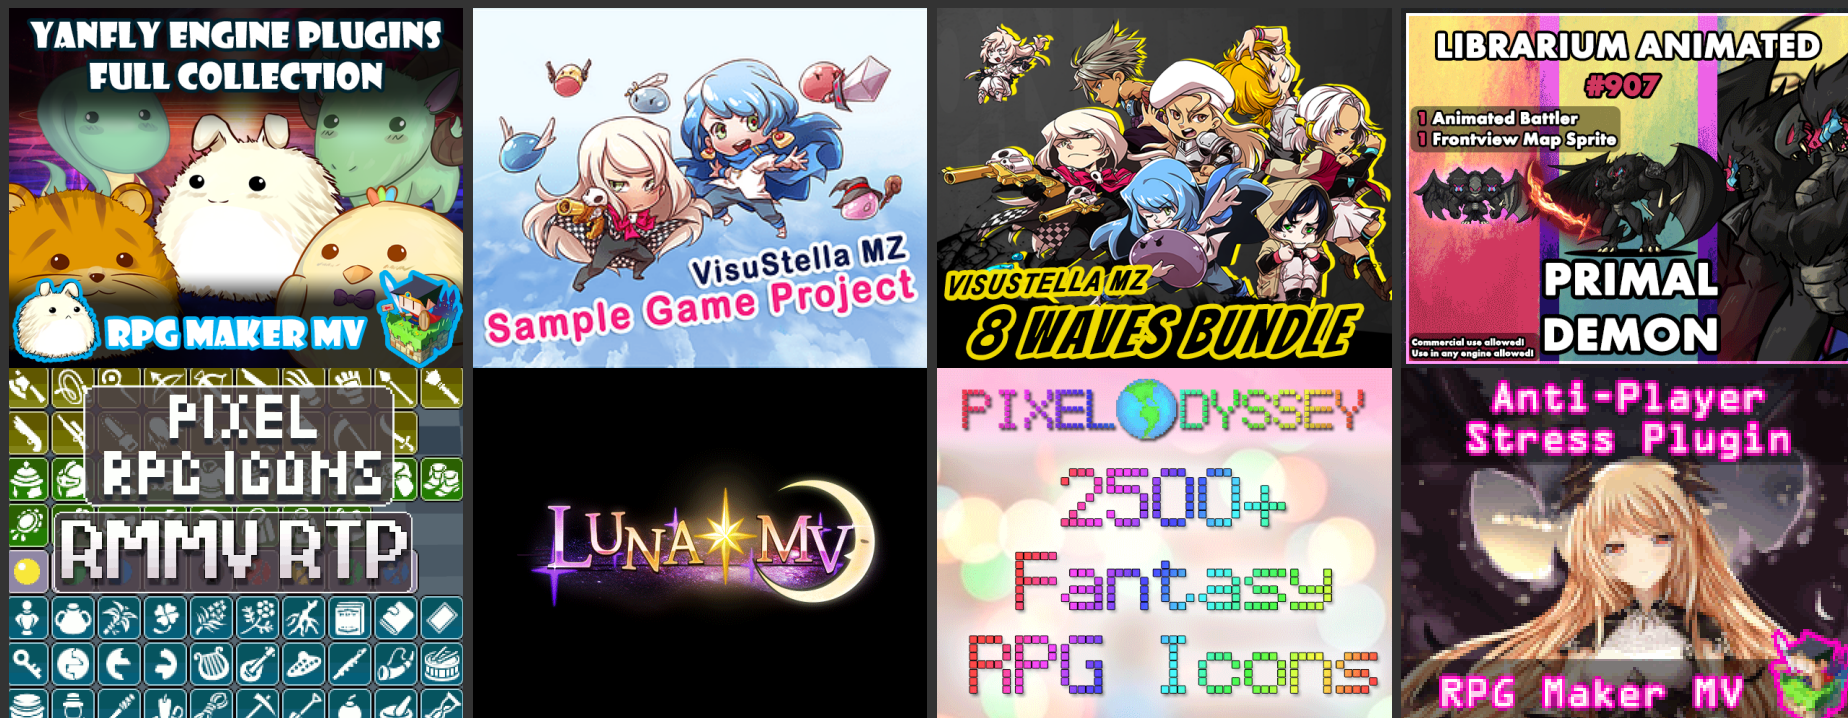 YANFLY ENGINE PLUGINS
FULL COLLECTION
RPG MAKER MV
VisuStella MZ
Sample Game Project
VISUSTELLA MZ
8 WAVES BUNDLE
LIBRARIUM ANIMATED
#907
1 Animated Battler
1 Frontview Map Sprite
PRIMAL
DEMON
Commercial use allowed!
Use in any engine allowed!
PIXEL
RPG ICONS
RMMV RTP
LUNA MV
PIXEL ODYSSEY
2500+
Fantasy
RPG Icons
Anti-Player
Stress Plugin
RPG Maker MV